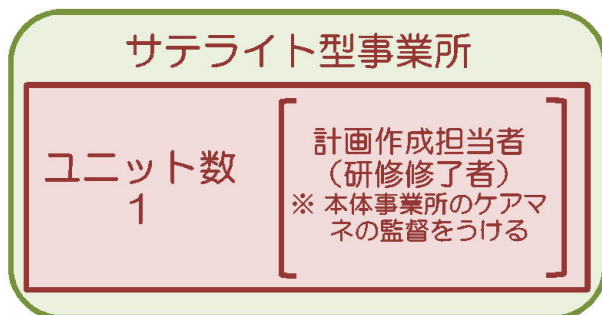 サテライト型事業所
ユニット数
1
計画作成担当者
（研修修了者）
※ 本体事業所のケアマ
ネの監督をうける